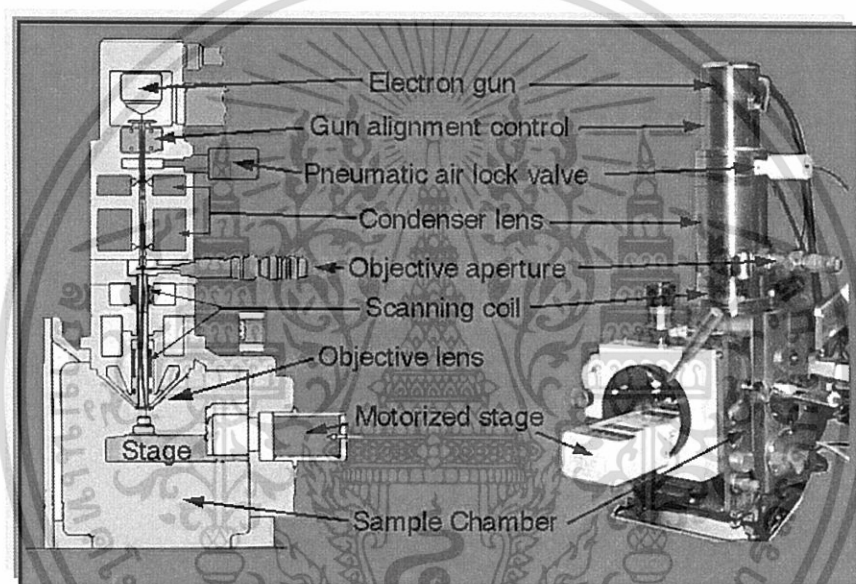 Electron gun
Gun alignment control
Pneumatic air lock valve
Condenser lens
Objective aperture
Scanning coil
Objective lens
Motorized stage
Stage
Sample Chamber